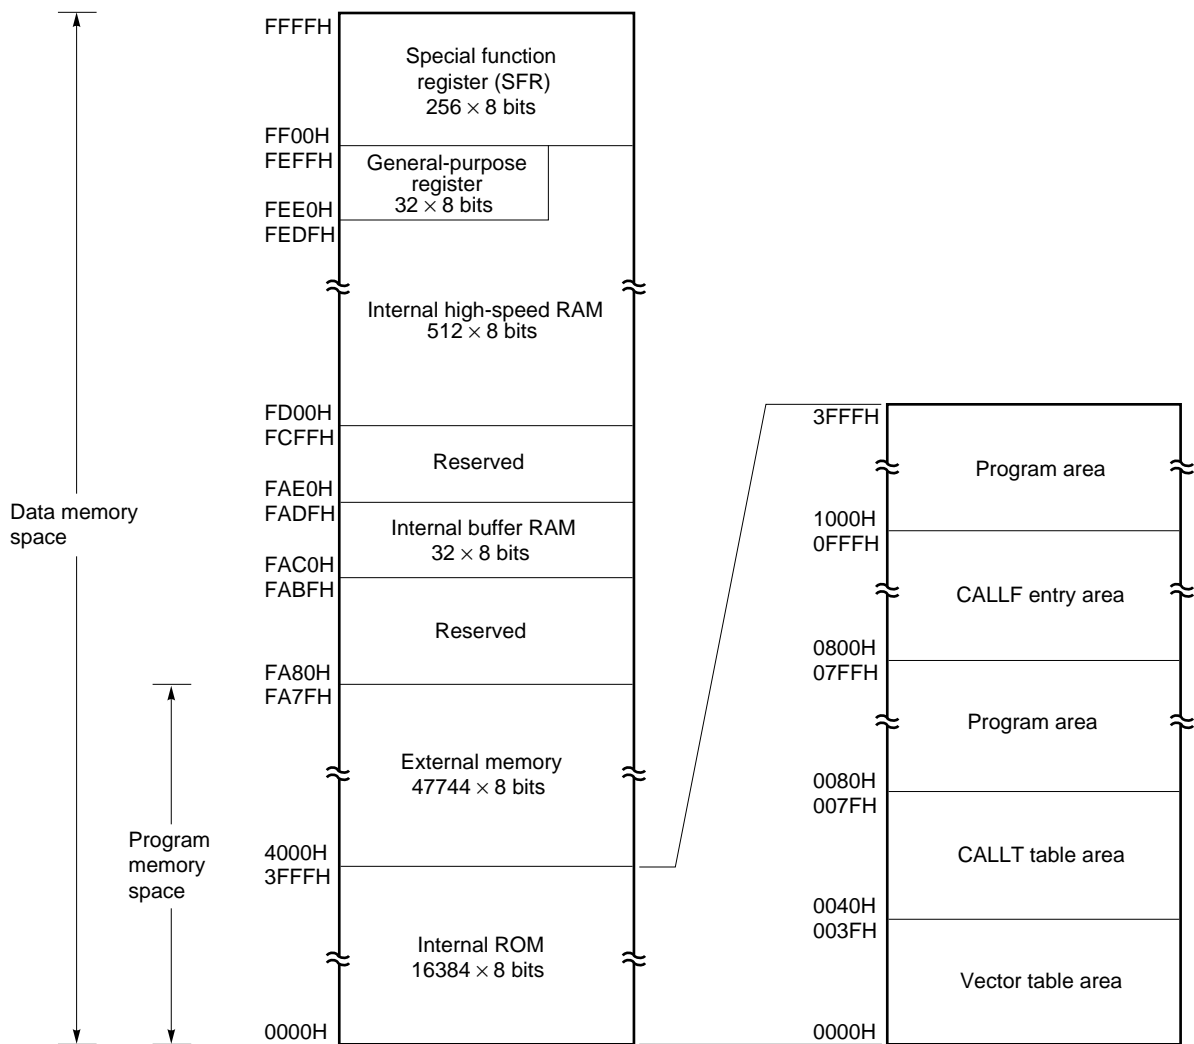 FFFFH
Special function
register (SFR)
256 × 8 bits
FF00H
FEFFH
General-purpose
register
32 × 8 bits
FEE0H
FEDFH
Internal high-speed RAM
512 × 8 bits
FD00H
FCFFH
Reserved
FAE0H
FADFH
Internal buffer RAM
32 × 8 bits
FAC0H
FABFH
Reserved
FA80H
FA7FH
External memory
47744 × 8 bits
4000H
3FFFH
Internal ROM
16384 × 8 bits
0000H
Data memory
space
Program
memory
space
3FFFH
Program area
1000H
0FFFH
CALLF entry area
0800H
07FFH
Program area
0080H
007FH
CALLT table area
0040H
003FH
Vector table area
0000H